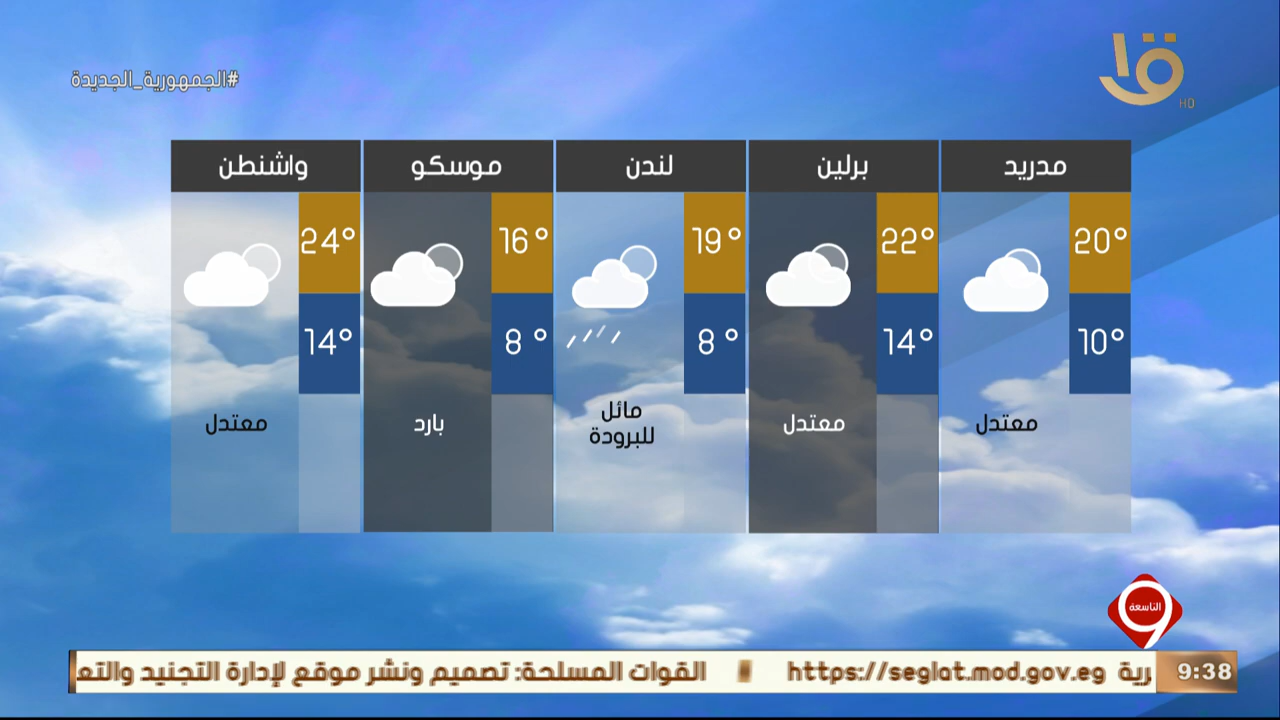 #الجمهورية_الجديدة
HD
مدريد
20°
10°
معتدل
برلين
22°
14°
معتدل
لندن
19°
8°
مائل
للبرودة
موسكو
16°
8°
بارد
واشنطن
24°
14°
معتدل
التاسعة
9
9:38
رية https://seglat.mod.gov.eg القوات المسلحة: تصميم ونشر موقع لإدارة التجنيد والتعـ